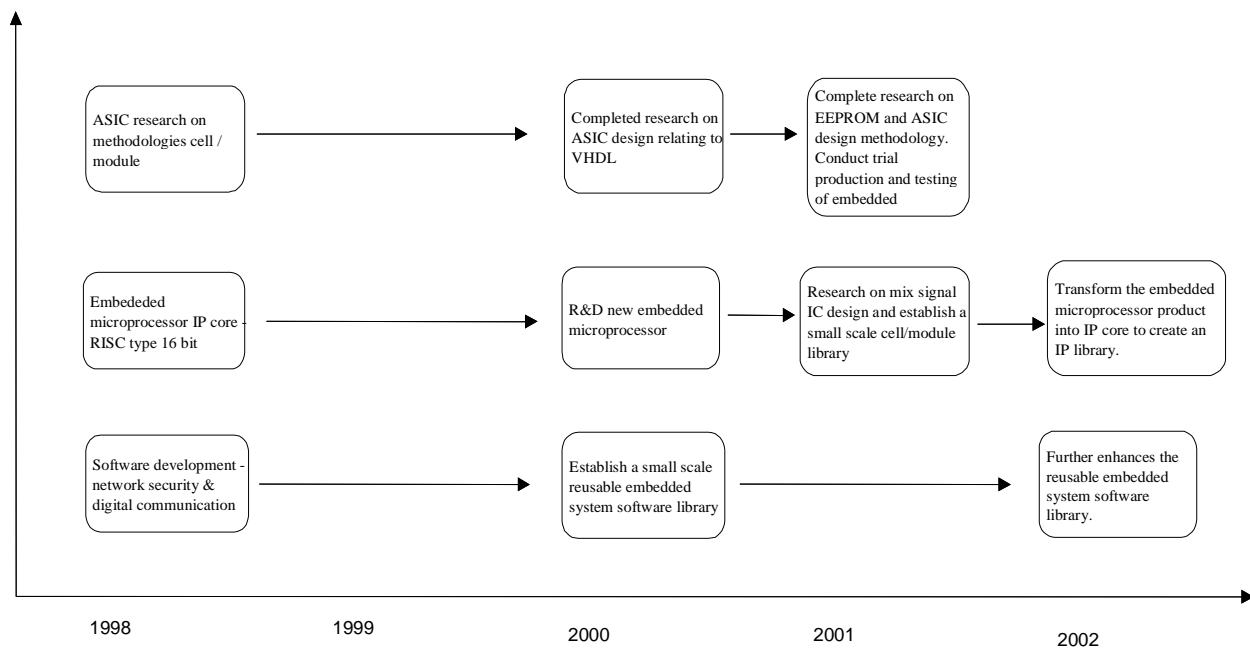 ASIC research on
methodologies cell /
module
Completed research on
ASIC design relating to
VHDL
Complete research on
EEPROM and ASIC
design methodology.
Conduct trial
production and testing
of embedded
Embededed
microprocessor IP core -
RISC type 16 bit
R&D new embedded
microprocessor
Research on mix signal
IC design and establish a
small scale cell/module
library
Transform the embedded
microprocessor product
into IP core to create an
IP library.
Software development -
network security &
digital communication
Establish a small scale
reusable embedded
system software library
Further enhances the
reusable embedded
system software
library.
1998
1999
2000
2001
2002